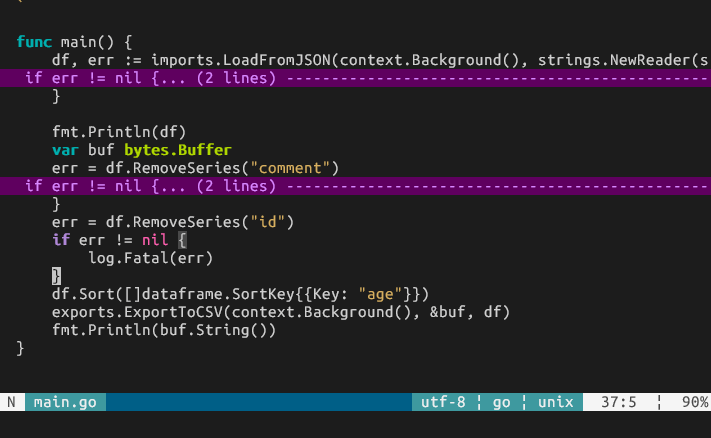 func main() {
    df, err := imports.LoadFromJSON(context.Background(), strings.NewReader(s
 if err != nil {... (2 lines) -----------------------------------------------
    }

    fmt.Println(df)
    var buf bytes.Buffer
    err = df.RemoveSeries("comment")
 if err != nil {... (2 lines) -----------------------------------------------
    }
    err = df.RemoveSeries("id")
    if err != nil {
        log.Fatal(err)
    }
    df.Sort([]dataframe.SortKey{{Key: "age"}})
    exports.ExportToCSV(context.Background(), &buf, df)
    fmt.Println(buf.String())
}
N main.go utf-8 ¦ go ¦ unix 37:5 ¦ 90%